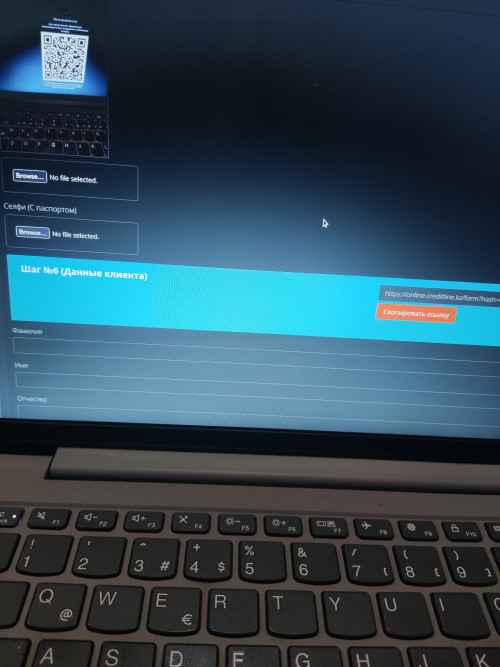 Browse... No file selected.
Селфи (С паспортом)
Browse... No file selected.
Шаг №6 (Данные клиента)
https://online.creditline.kz/form?hash=
Скопировать ссылку
Фамилия
Имя
Отчество
F1 F2 F3 F4 F5 F6 F7 F8 F9 F10
! " ^ + % & / ( )
1 2 3 # 4 $ 5 6 7 { 8 [ 9 ]
Q @ W E € R T Y U I
A S D F G H J K